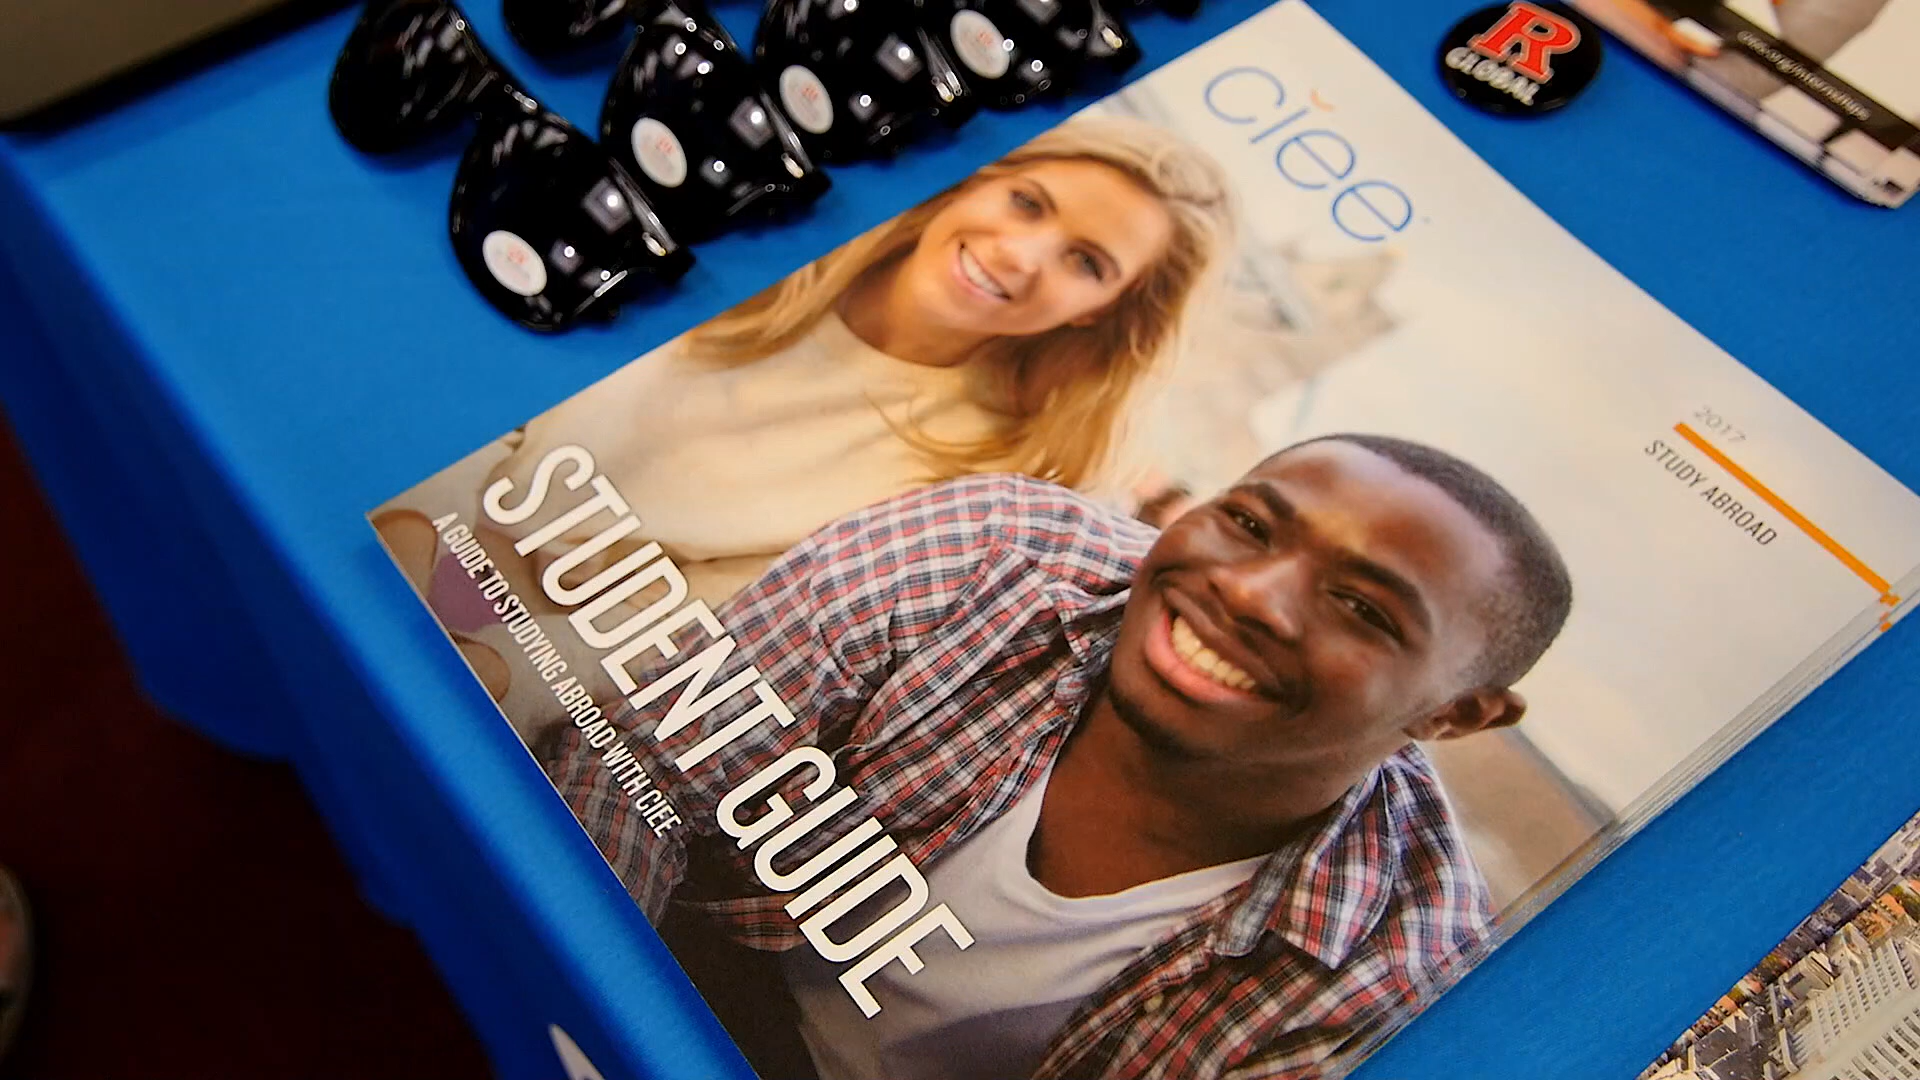 ciee
R
GLOBAL
2017
STUDY ABROAD
STUDENT GUIDE
A GUIDE TO STUDYING ABROAD WITH CIEE